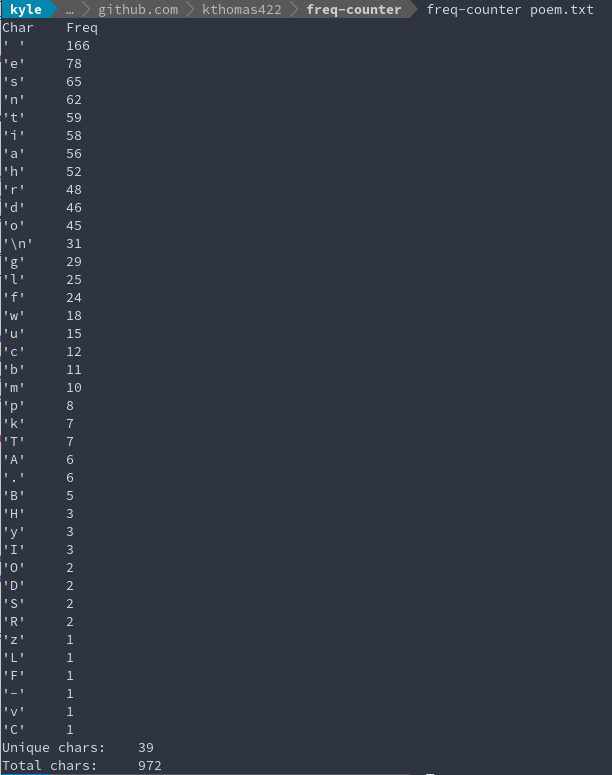 kyle … github.com kthomas422 freq-counter freq-counter poem.txt
Char Freq
' ' 166
'e' 78
's' 65
'n' 62
't' 59
'i' 58
'a' 56
'h' 52
'r' 48
'd' 46
'o' 45
'\n' 31
'g' 29
'l' 25
'f' 24
'w' 18
'u' 15
'c' 12
'b' 11
'm' 10
'p' 8
'k' 7
'T' 7
'A' 6
'.' 6
'B' 5
'H' 3
'y' 3
'I' 3
'O' 2
'D' 2
'S' 2
'R' 2
'z' 1
'L' 1
'F' 1
'-' 1
'v' 1
'C' 1
Unique chars: 39
Total chars: 972